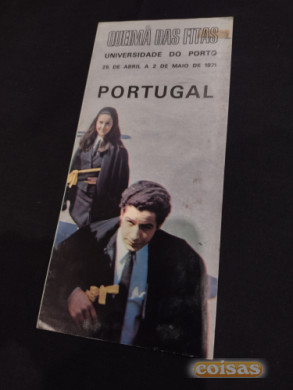 QUEIMA DAS FITAS
UNIVERSIDADE DO PORTO
25 DE ABRIL A 2 DE MAIO DE 1971
PORTUGAL
coisas